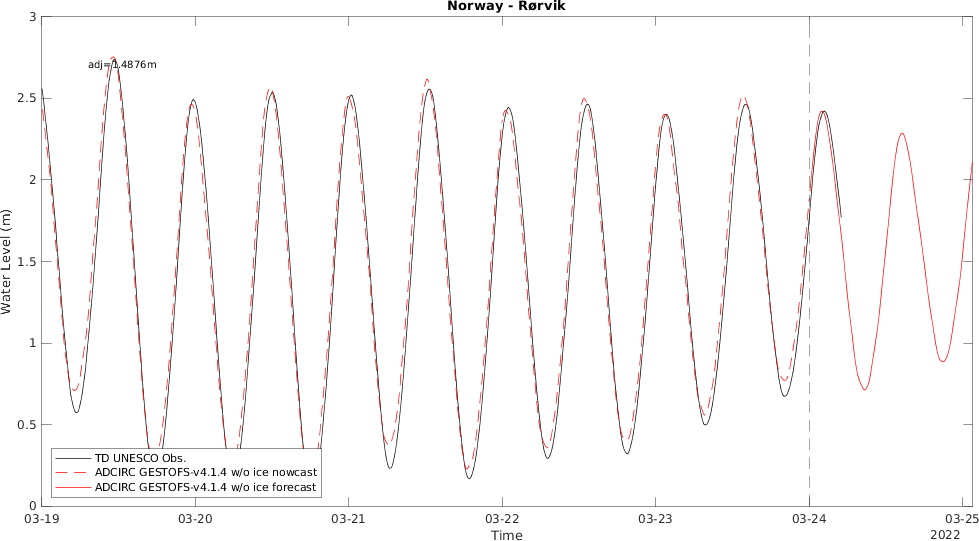 Norway - Rørvik
3
2.5
2
1.5
1
0.5
0
Water Level (m)
adj=1.4876m
TD UNESCO Obs.
ADCIRC GESTOFS-v4.1.4 w/o ice nowcast
ADCIRC GESTOFS-v4.1.4 w/o ice forecast
03-19 03-20 03-21 03-22 03-23 03-24 03-25
Time
2022